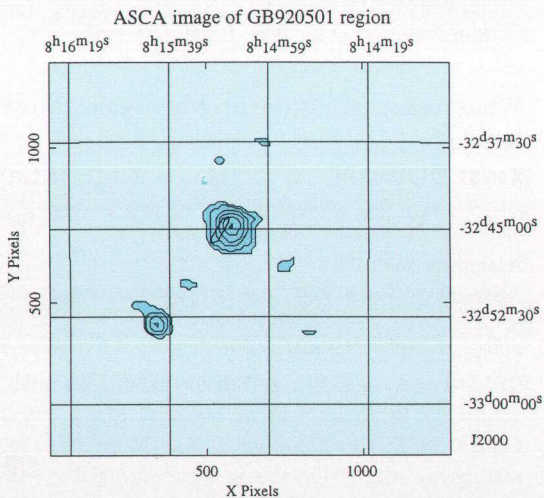 ASCA image of GB920501 region
8h16m19s 8h15m39s 8h14m59s 8h14m19s
1000
-32d37m30s
-32d45m00s
Y Pixels
500
-32d52m30s
-33d00m00s
J2000
500 1000
X Pixels